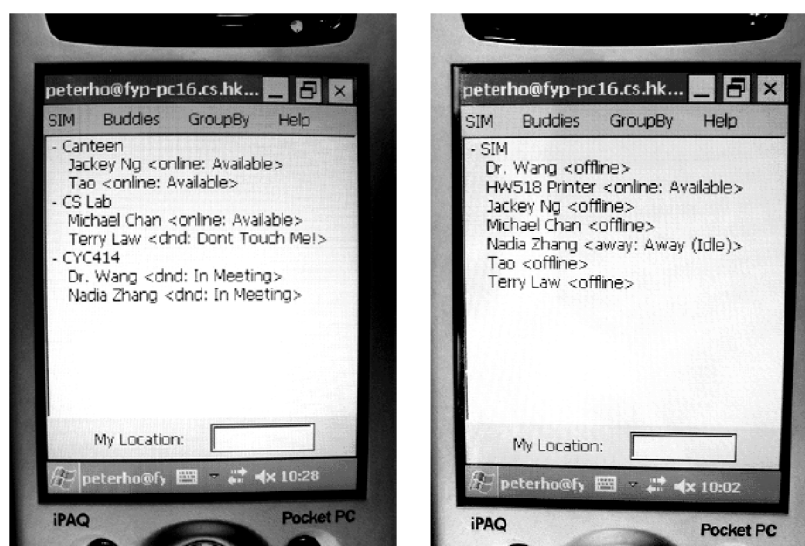 peterho@fyp-pc16.cs.hk...
SIM Buddies GroupBy Help
- Canteen
Jackey Ng <online: Available>
Tao <online: Available>
- CS Lab
Michael Chan <online: Available>
Terry Law <dnd: Dont Touch Me!>
- CYC414
Dr. Wang <dnd: In Meeting>
Nadia Zhang <dnd: In Meeting>
My Location:
peterho@fy 10:28
iPAQ Pocket PC
peterho@fyp-pc16.cs.hk...
SIM Buddies GroupBy Help
- SIM
Dr. Wang <offline>
HW518 Printer <online: Available>
Jackey Ng <offline>
Michael Chan <offline>
Nadia Zhang <away: Away (Idle)>
Tao <offline>
Terry Law <offline>
My Location:
peterho@fy 10:02
iPAQ Pocket PC